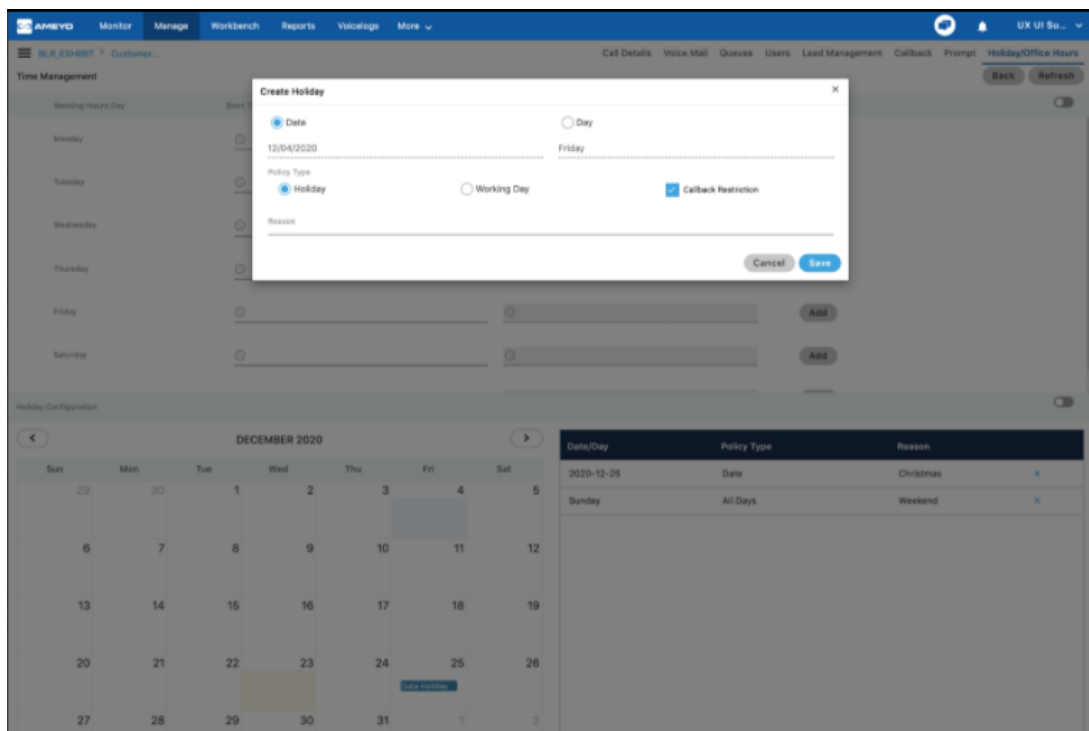 AMEYO Monitor Manage Workbench Reports Voicelogs More UX UI Su...
BLR_EXHIBIT > Customer... Call Details Voice Mail Queues Users Lead Management Callback Prompt Holiday/Office Hours
Time Management Back Refresh
Create Holiday ×
Working Hours Day Start T
Date Day
Monday
12/04/2020 Friday
Policy Type
Tuesday
Holiday Working Day Callback Restriction
Wednesday
Reason
Thursday
Cancel Save
Friday Add
Saturday Add
Holiday Configuration
DECEMBER 2020
Date/Day Policy Type Reason
Sun Mon Tue Wed Thu Fri Sat
2020-12-25 Date Christmas ×
29 30 1 2 3 4 5
Sunday All Days Weekend ×
6 7 8 9 10 11 12
13 14 15 16 17 18 19
20 21 22 23 24 25 26
Date Holiday
27 28 29 30 31 1 2